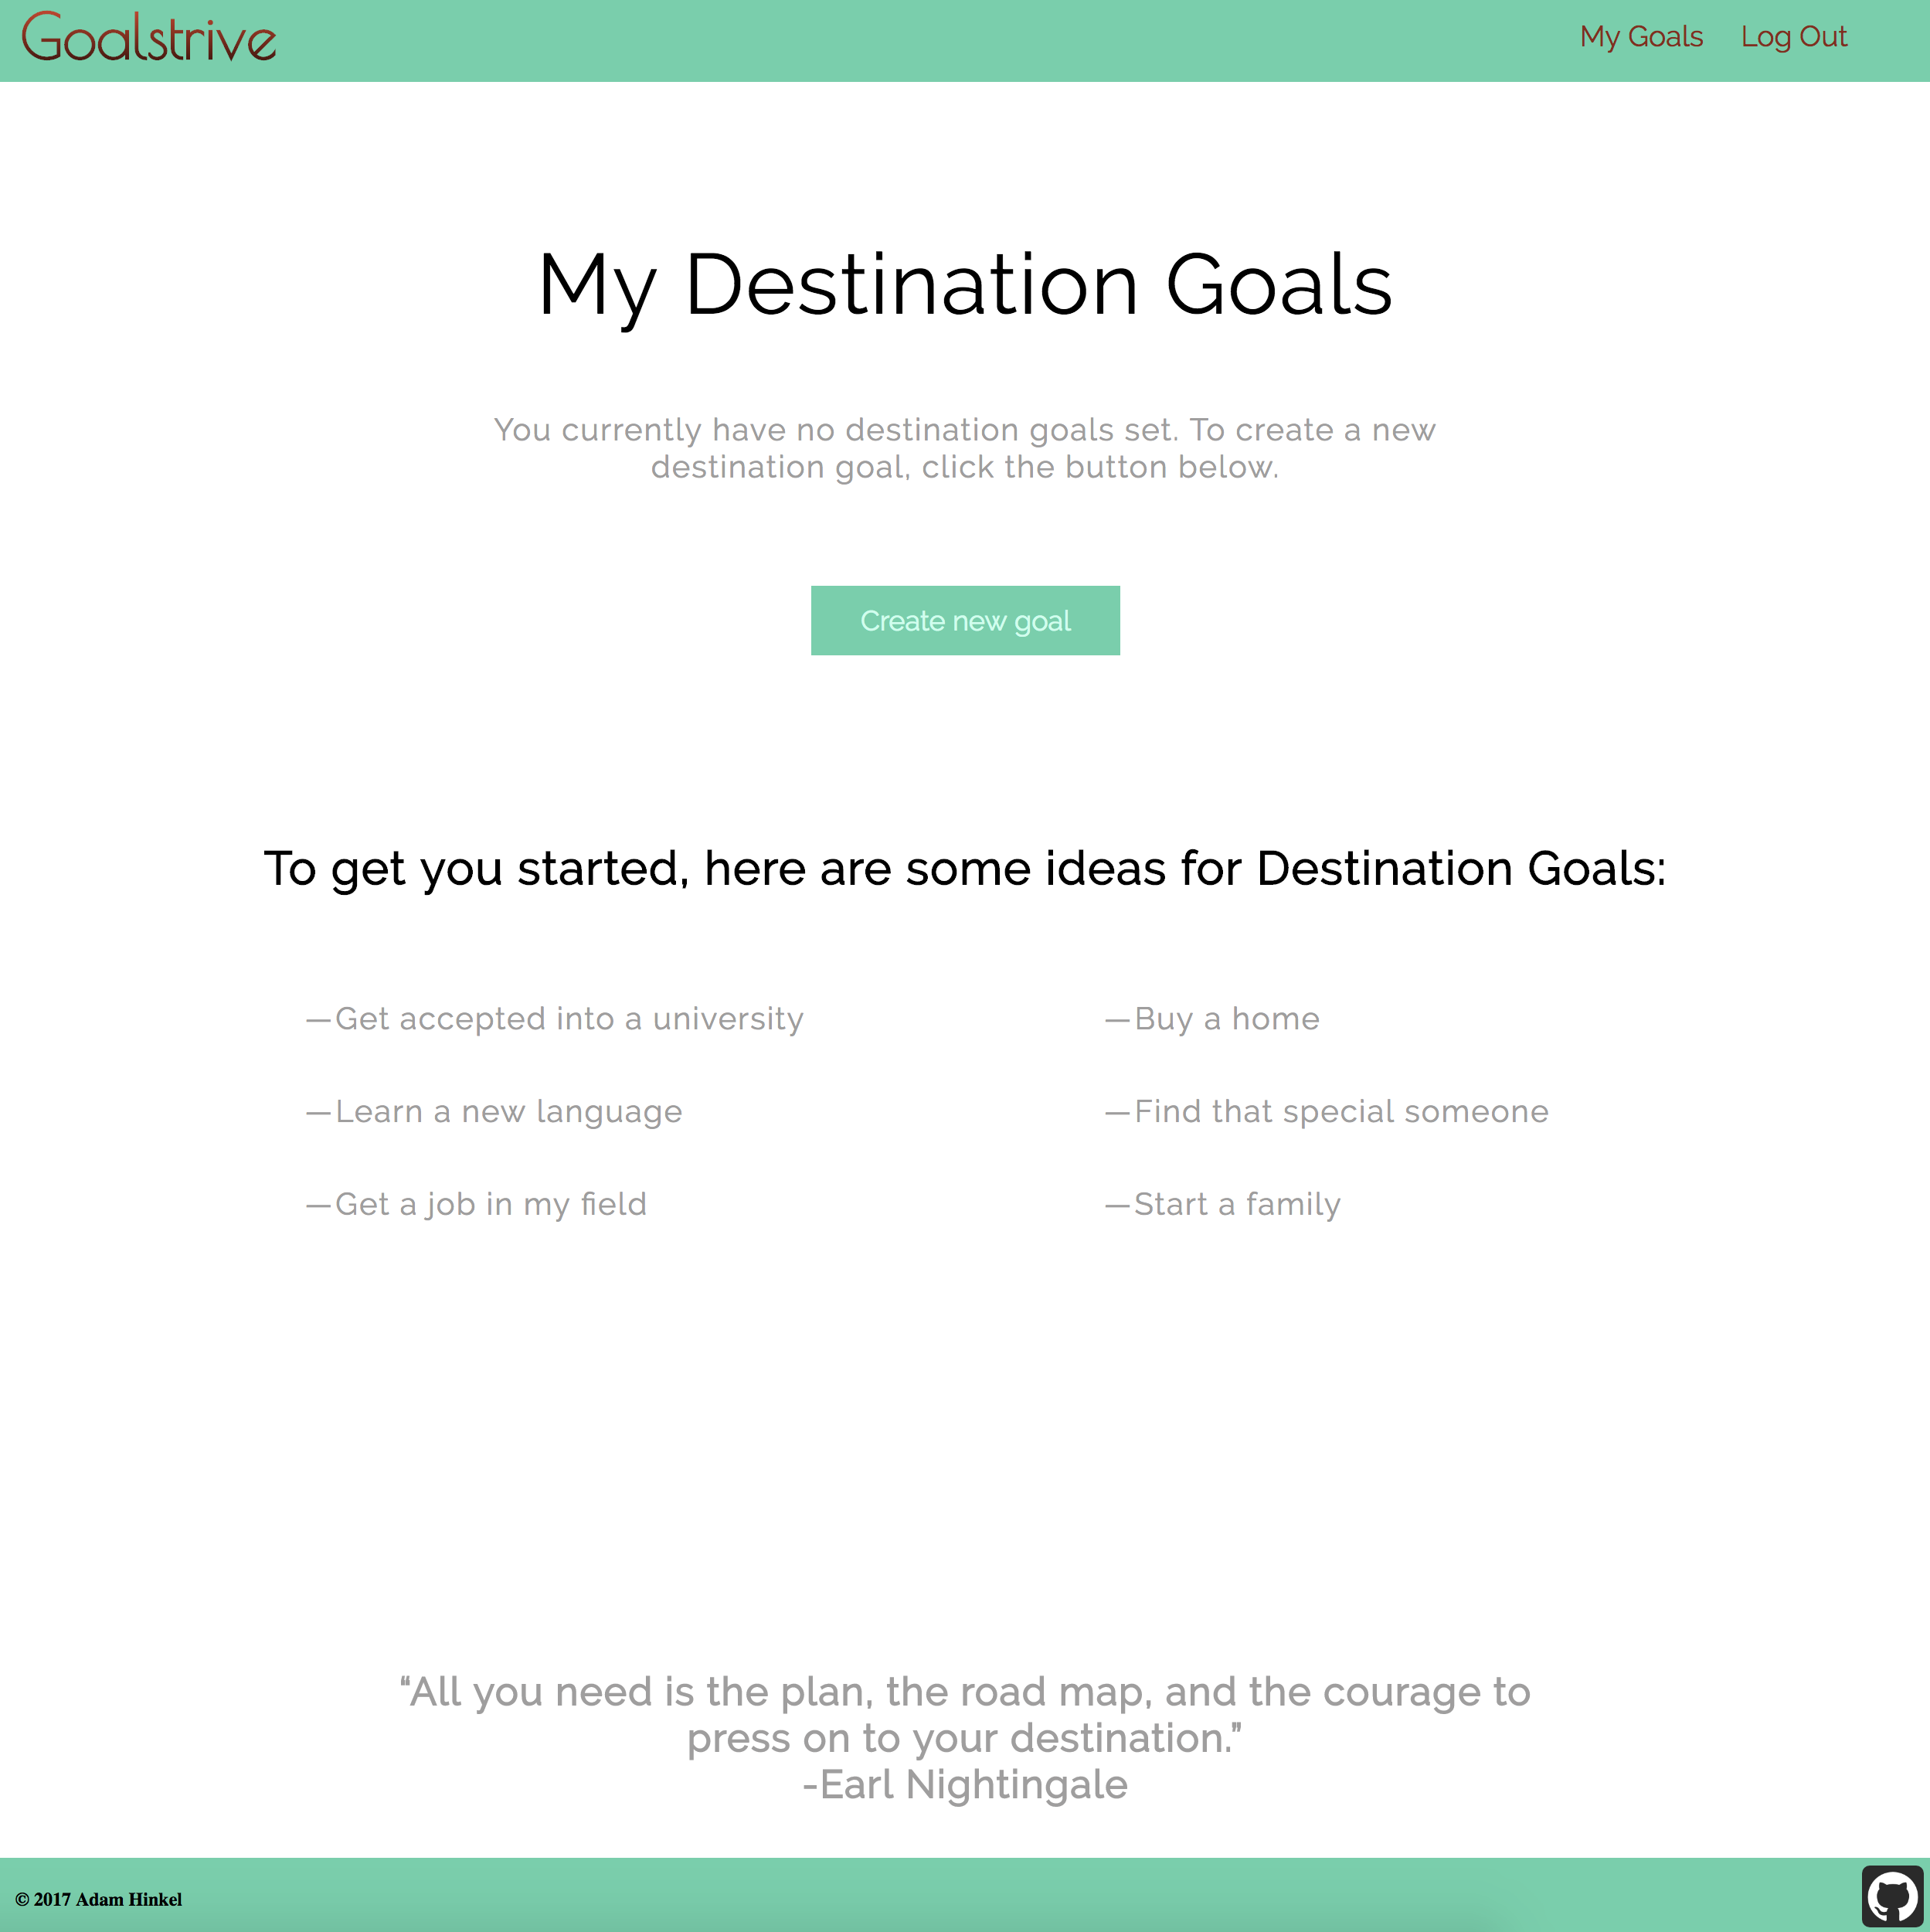 Goalstrive
My Goals
Log Out
My Destination Goals
You currently have no destination goals set. To create a new
destination goal, click the button below.
Create new goal
To get you started, here are some ideas for Destination Goals:
—Get accepted into a university
—Learn a new language
—Get a job in my field
—Buy a home
—Find that special someone
—Start a family
“All you need is the plan, the road map, and the courage to
press on to your destination.”
-Earl Nightingale
© 2017 Adam Hinkel